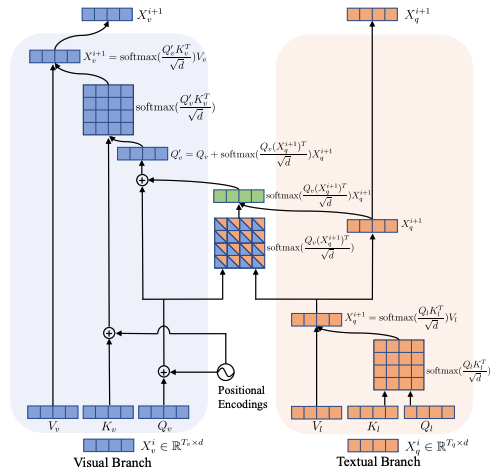 $X_v^{i+1}$
$X_q^{i+1}$
$X_v^{i+1} = \text{softmax}(\frac{Q_v' K_v^T}{\sqrt{d}})V_v$
$\text{softmax}(\frac{Q_v' K_v^T}{\sqrt{d}})$
$Q_v' = Q_v + \text{softmax}(\frac{Q_v (X_q^{i+1})^T}{\sqrt{d}})X_q^{i+1}$
$\text{softmax}(\frac{Q_v (X_q^{i+1})^T}{\sqrt{d}})X_q^{i+1}$
$X_q^{i+1}$
$\text{softmax}(\frac{Q_v (X_q^{i+1})^T}{\sqrt{d}})$
$X_q^{i+1} = \text{softmax}(\frac{Q_l K_l^T}{\sqrt{d}})V_l$
$\text{softmax}(\frac{Q_l K_l^T}{\sqrt{d}})$
Positional
Encodings
$V_v$ $K_v$ $Q_v$ $V_l$ $K_l$ $Q_l$
$X_v^i \in \mathbb{R}^{T_v \times d}$
$X_q^i \in \mathbb{R}^{T_q \times d}$
Visual Branch
Textual Branch